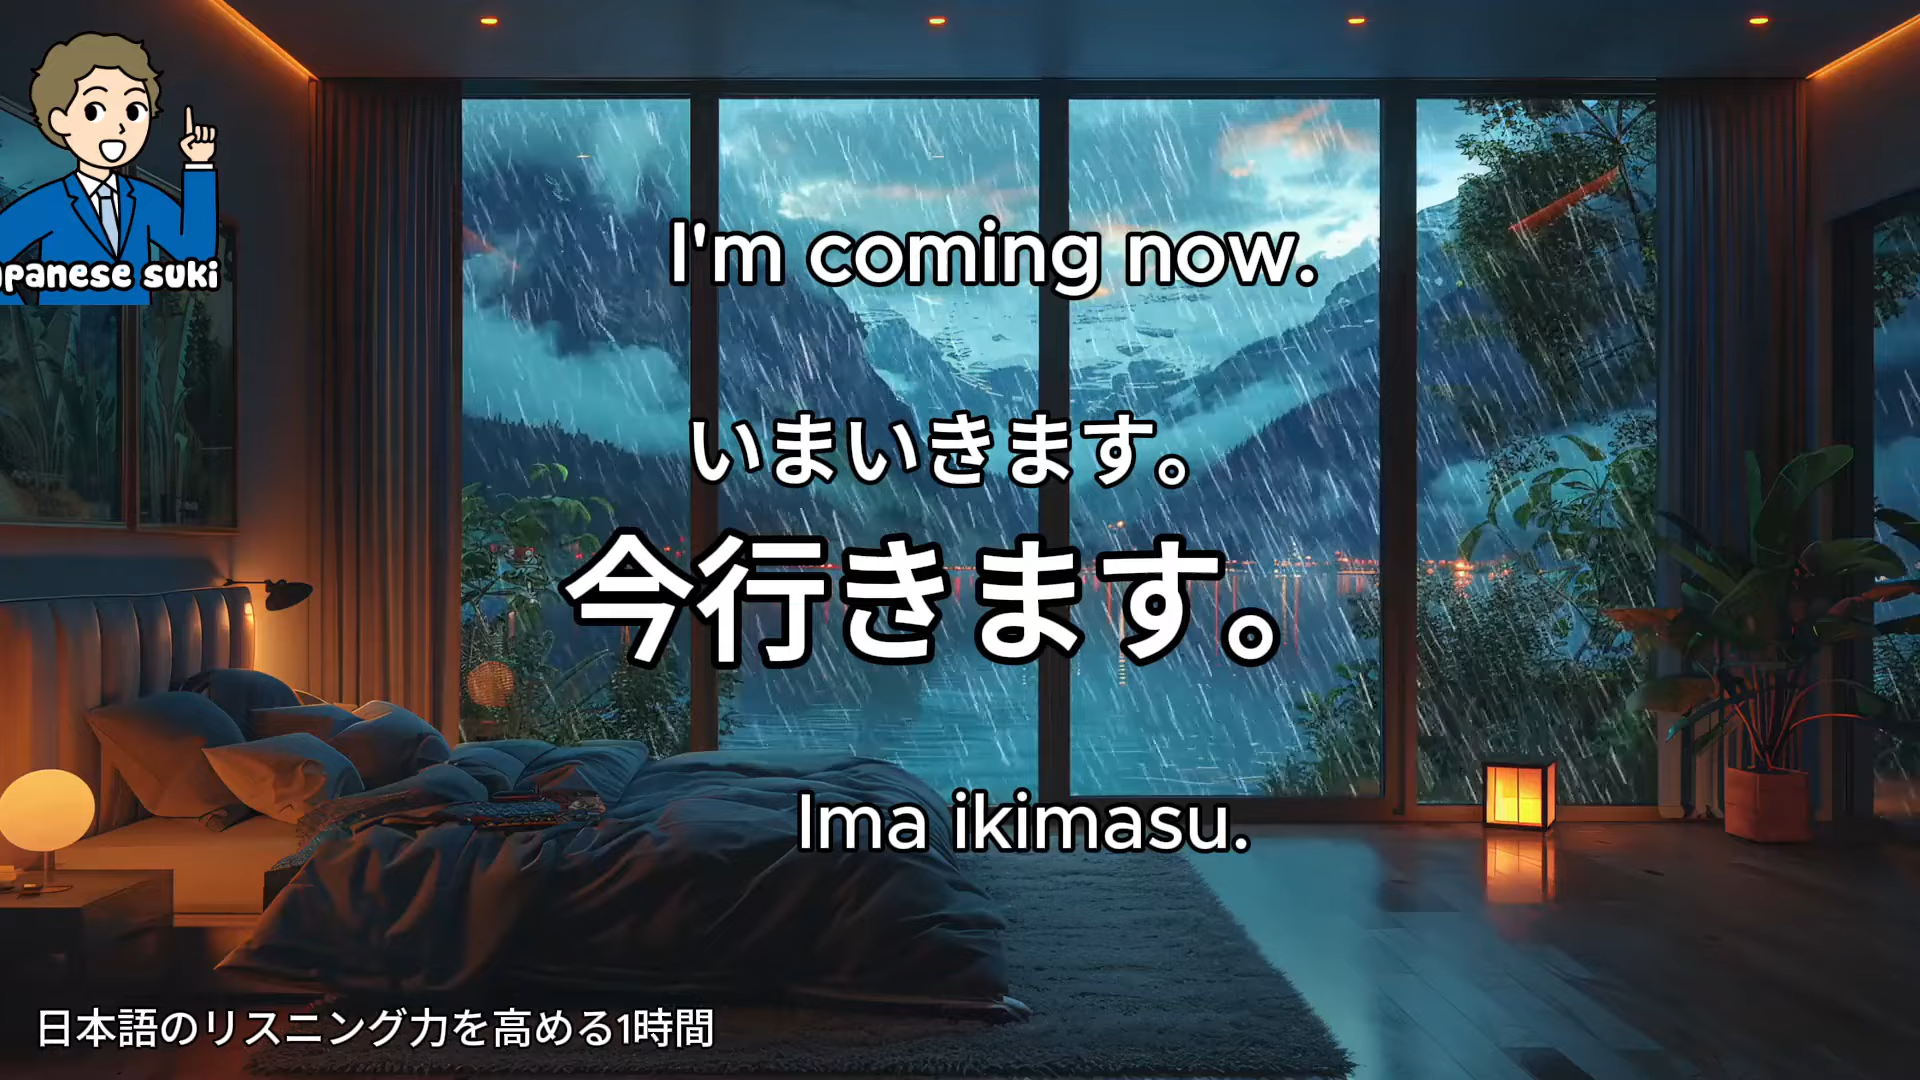 suki
I'm coming now.
いまいきます。
今行きます。
Ima ikimasu.
日本語のリスニング力を高める1時間